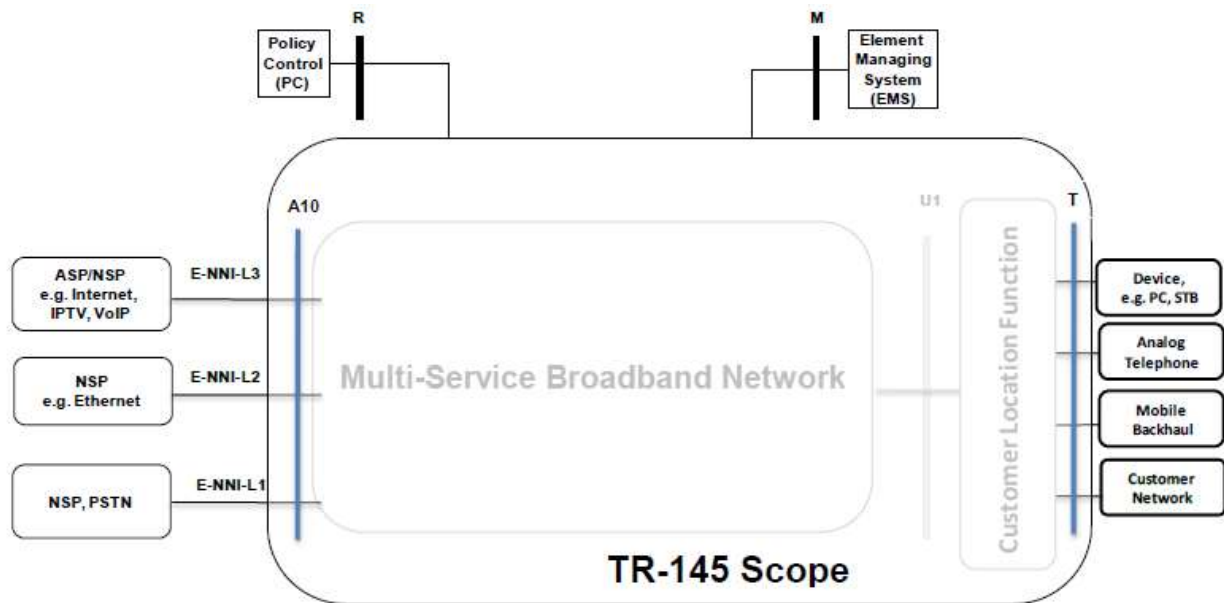 R
M
Policy
Control
(PC)
Element
Managing
System
(EMS)
A10
U1
T
ASP/NSP
e.g. Internet,
IPTV, VoIP
E-NNI-L3
NSP
e.g. Ethernet
E-NNI-L2
NSP, PSTN
E-NNI-L1
Multi-Service Broadband Network
Customer Location Function
Device,
e.g. PC, STB
Analog
Telephone
Mobile
Backhaul
Customer
Network
TR-145 Scope